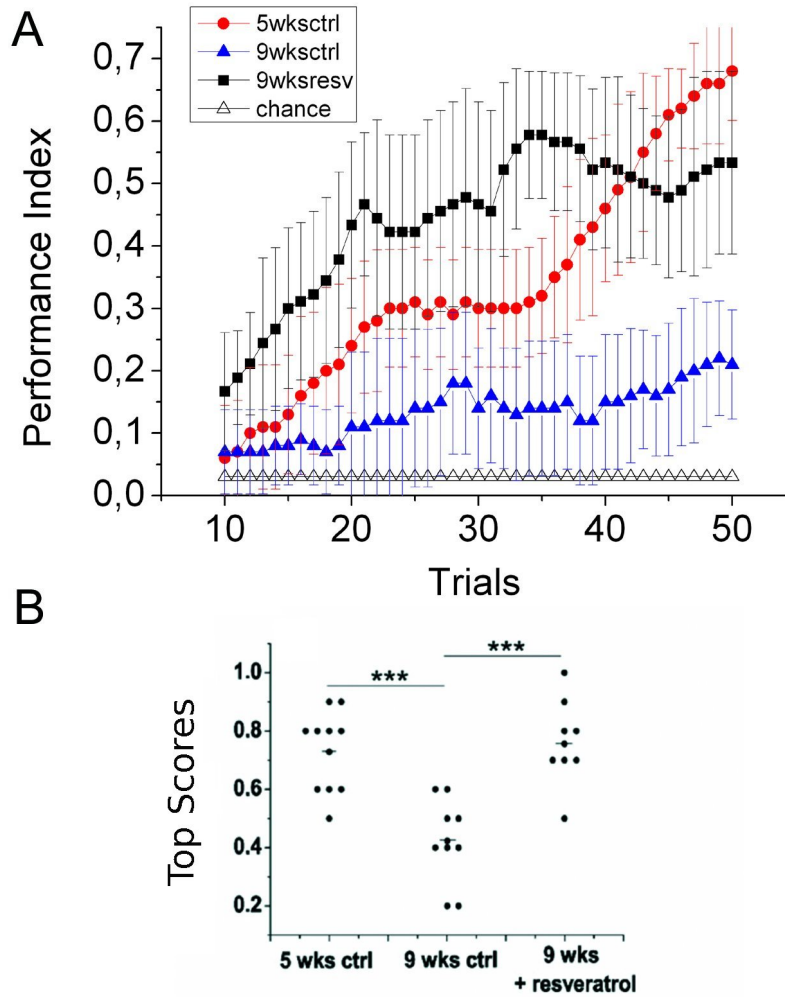 A
5wksctrl
9wksctrl
9wksresv
chance
0,7
0,6
0,5
0,4
0,3
0,2
0,1
0,0
Performance Index
10 20 30 40 50
Trials
B
1.0
0.8
0.6
0.4
0.2
Top Scores
*** ***
5 wks ctrl 9 wks ctrl 9 wks
+ resveratrol